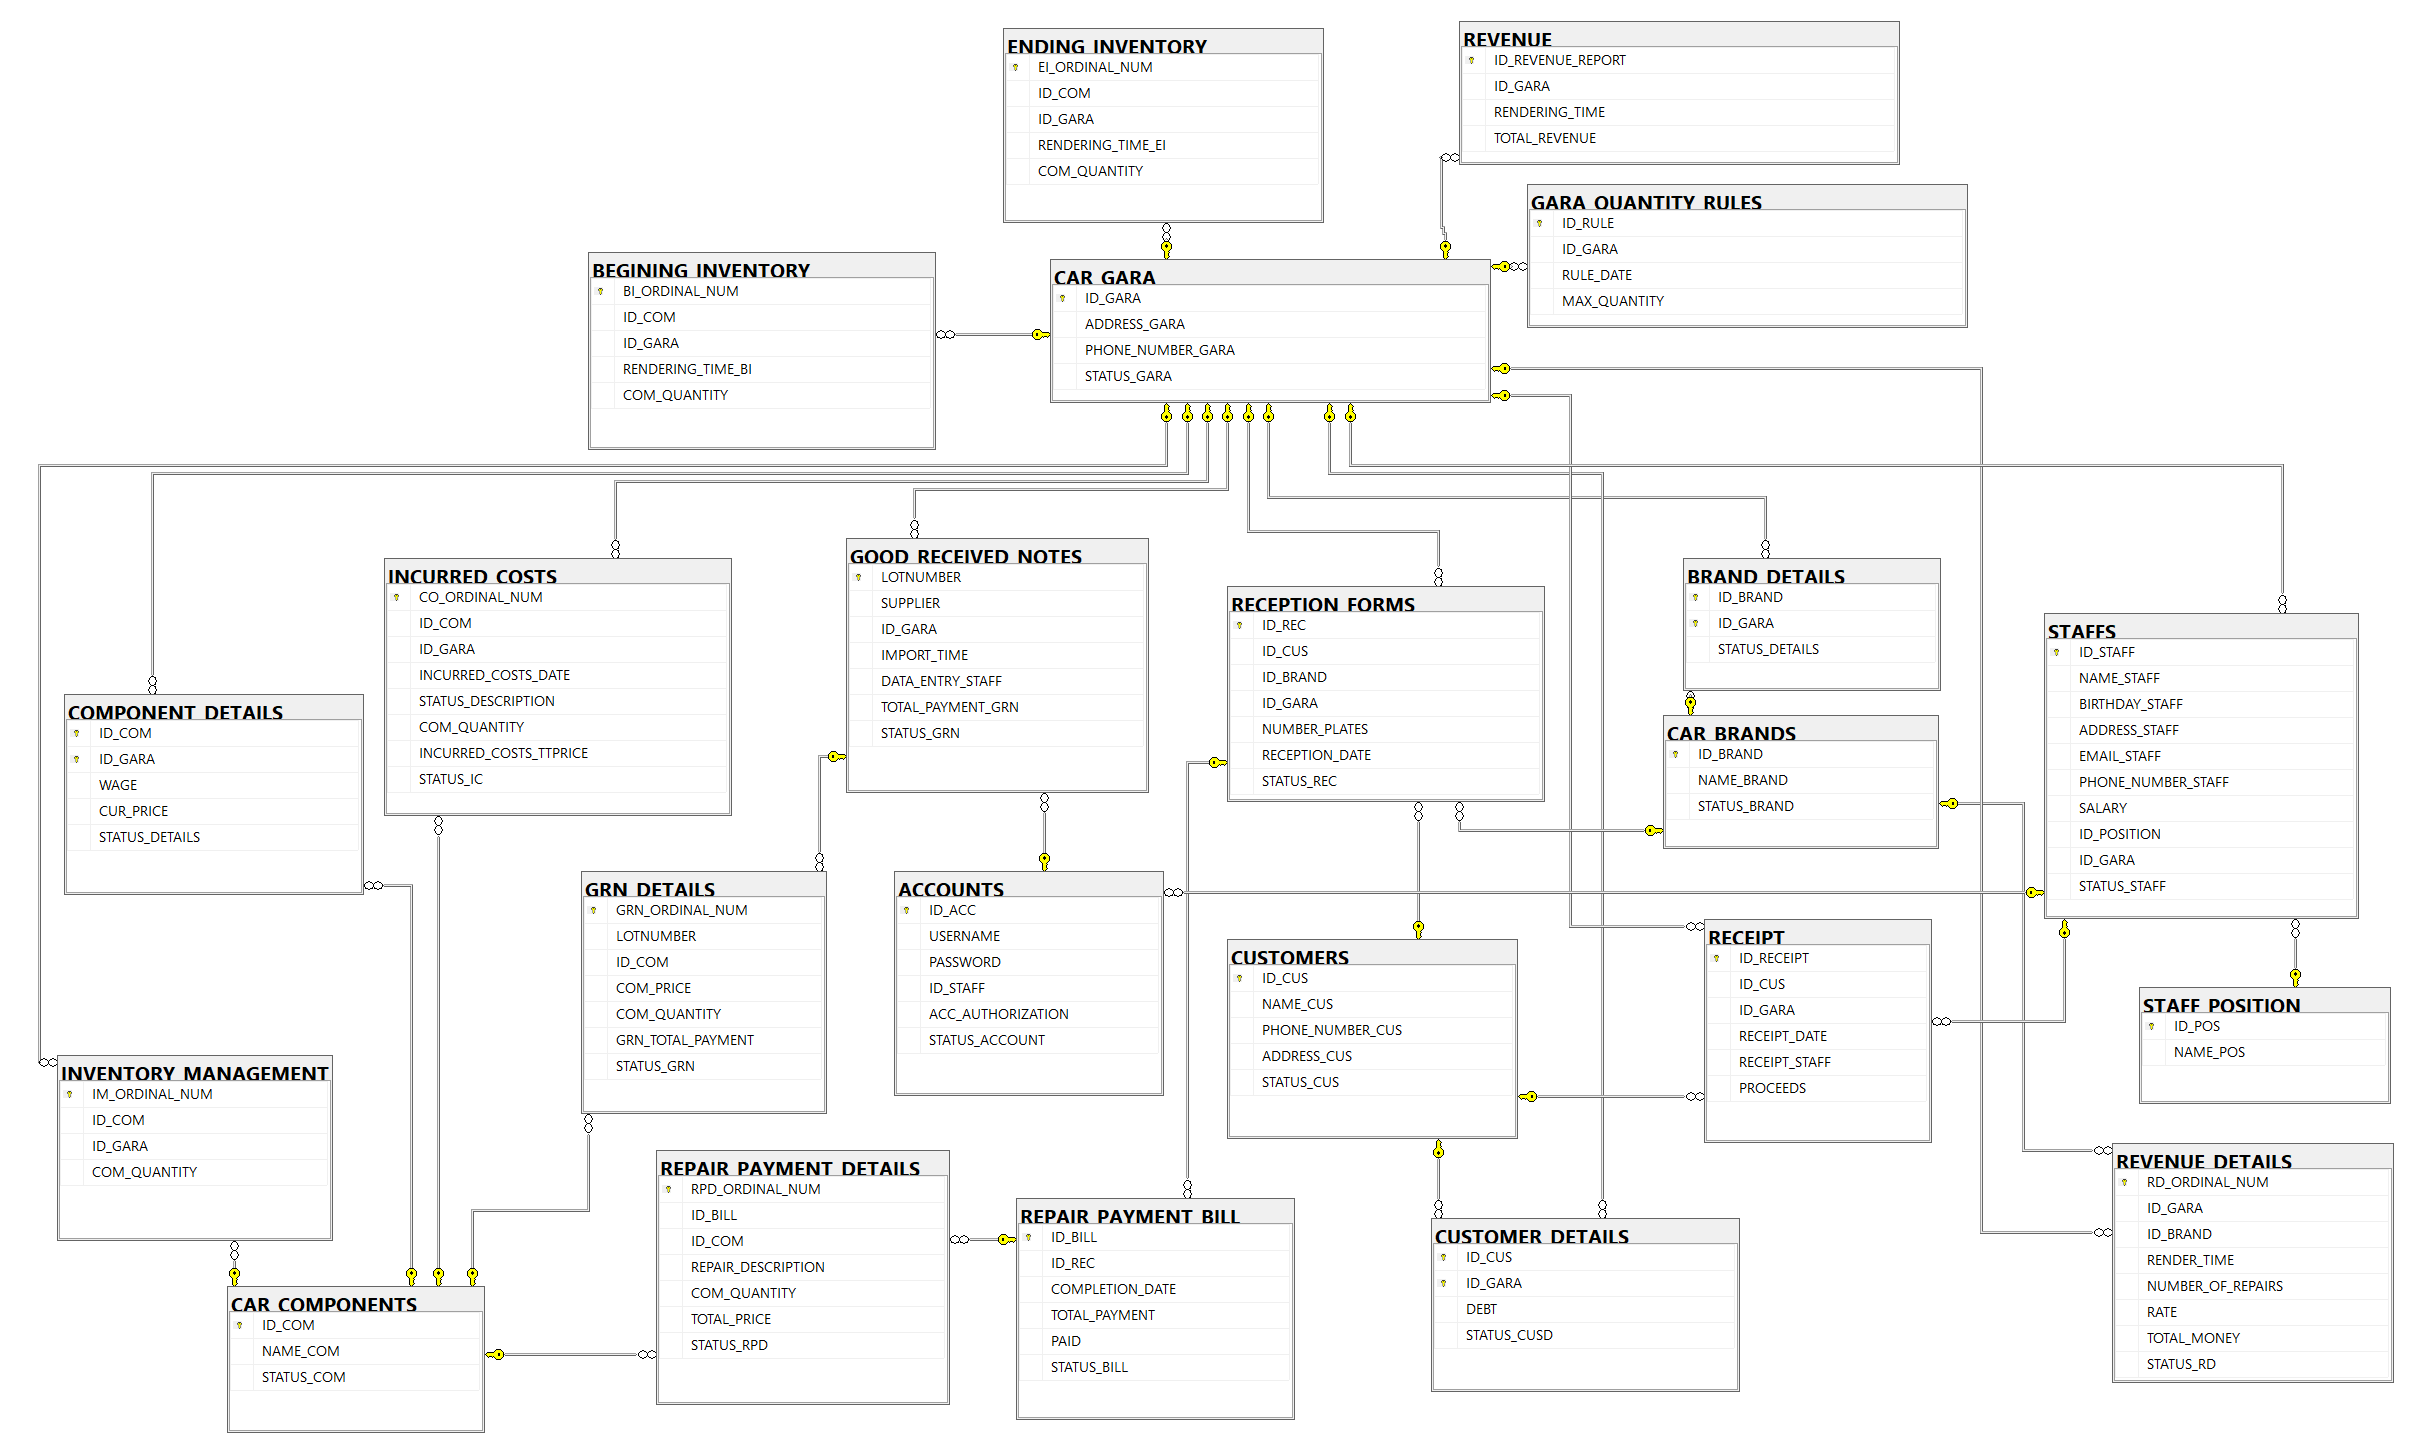 ENDING_INVENTORY
EI_ORDINAL_NUM
ID_COM
ID_GARA
RENDERING_TIME_EI
COM_QUANTITY
REVENUE
ID_REVENUE_REPORT
ID_GARA
RENDERING_TIME
TOTAL_REVENUE
GARA_QUANTITY_RULES
ID_RULE
ID_GARA
RULE_DATE
MAX_QUANTITY
BEGINING_INVENTORY
BI_ORDINAL_NUM
ID_COM
ID_GARA
RENDERING_TIME_BI
COM_QUANTITY
CAR_GARA
ID_GARA
ADDRESS_GARA
PHONE_NUMBER_GARA
STATUS_GARA
COMPONENT_DETAILS
ID_COM
ID_GARA
WAGE
CUR_PRICE
STATUS_DETAILS
INCURRED_COSTS
CO_ORDINAL_NUM
ID_COM
ID_GARA
INCURRED_COSTS_DATE
STATUS_DESCRIPTION
COM_QUANTITY
INCURRED_COSTS_TTPRICE
STATUS_IC
GOOD_RECEIVED_NOTES
LOTNUMBER
SUPPLIER
ID_GARA
IMPORT_TIME
DATA_ENTRY_STAFF
TOTAL_PAYMENT_GRN
STATUS_GRN
RECEPTION_FORMS
ID_REC
ID_CUS
ID_BRAND
ID_GARA
NUMBER_PLATES
RECEPTION_DATE
STATUS_REC
BRAND_DETAILS
ID_BRAND
ID_GARA
STATUS_DETAILS
CAR_BRANDS
ID_BRAND
NAME_BRAND
STATUS_BRAND
STAFFS
ID_STAFF
NAME_STAFF
BIRTHDAY_STAFF
ADDRESS_STAFF
EMAIL_STAFF
PHONE_NUMBER_STAFF
SALARY
ID_POSITION
ID_GARA
STATUS_STAFF
GRN_DETAILS
GRN_ORDINAL_NUM
LOTNUMBER
ID_COM
COM_PRICE
COM_QUANTITY
GRN_TOTAL_PAYMENT
STATUS_GRN
ACCOUNTS
ID_ACC
USERNAME
PASSWORD
ID_STAFF
ACC_AUTHORIZATION
STATUS_ACCOUNT
CUSTOMERS
ID_CUS
NAME_CUS
PHONE_NUMBER_CUS
ADDRESS_CUS
STATUS_CUS
RECEIPT
ID_RECEIPT
ID_CUS
ID_GARA
RECEIPT_DATE
RECEIPT_STAFF
PROCEEDS
STAFF_POSITION
ID_POS
NAME_POS
INVENTORY_MANAGEMENT
IM_ORDINAL_NUM
ID_COM
ID_GARA
COM_QUANTITY
REPAIR_PAYMENT_DETAILS
RPD_ORDINAL_NUM
ID_BILL
ID_COM
REPAIR_DESCRIPTION
COM_QUANTITY
TOTAL_PRICE
STATUS_RPD
REPAIR_PAYMENT_BILL
ID_BILL
ID_REC
COMPLETION_DATE
TOTAL_PAYMENT
PAID
STATUS_BILL
CUSTOMER_DETAILS
ID_CUS
ID_GARA
DEBT
STATUS_CUSD
REVENUE_DETAILS
RD_ORDINAL_NUM
ID_GARA
ID_BRAND
RENDER_TIME
NUMBER_OF_REPAIRS
RATE
TOTAL_MONEY
STATUS_RD
CAR_COMPONENTS
ID_COM
NAME_COM
STATUS_COM